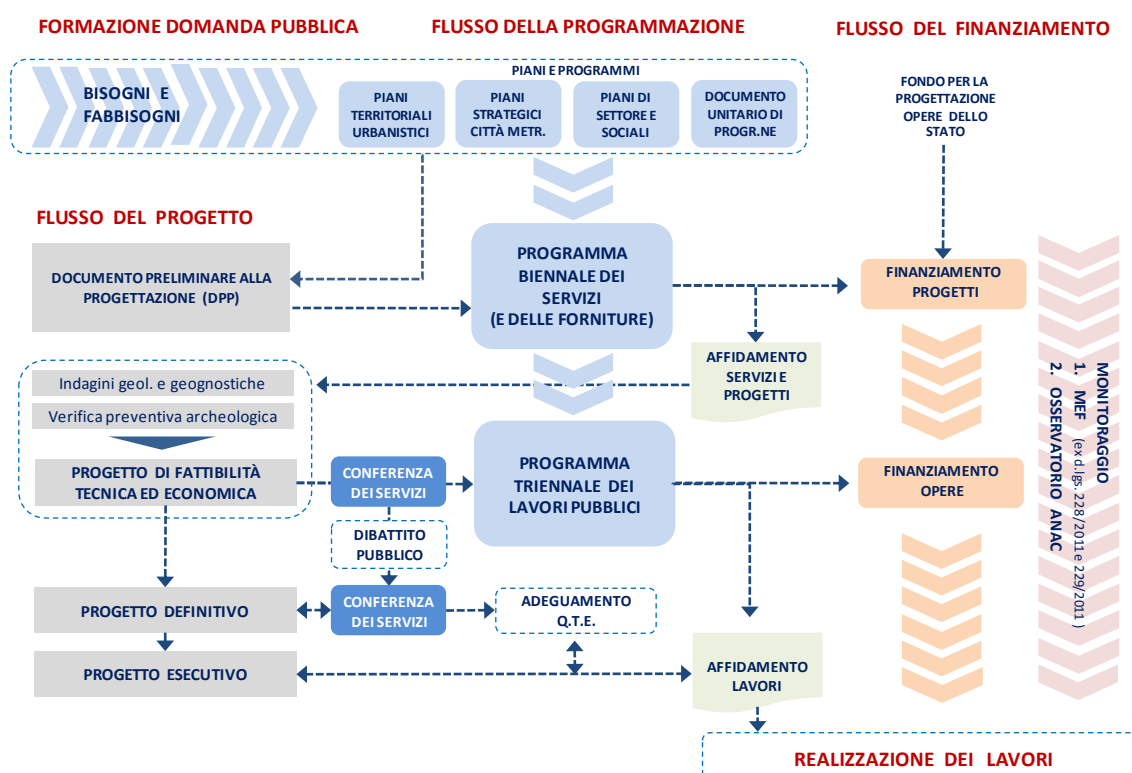 FORMAZIONE DOMANDA PUBBLICA
FLUSSO DELLA PROGRAMMAZIONE
FLUSSO DEL FINANZIAMENTO
BISOGNI E
FABBISOGNI
PIANI E PROGRAMMI
PIANI
TERRITORIALI
URBANISTICI
PIANI
STRATEGICI
CITTÀ METR.
PIANI DI
SETTORE E
SOCIALI
DOCUMENTO
UNITARIO DI
PROGR.NE
FONDO PER LA
PROGETTAZIONE
OPERE DELLO
STATO
FLUSSO DEL PROGETTO
DOCUMENTO PRELIMINARE ALLA
PROGETTAZIONE (DPP)
PROGRAMMA
BIENNALE DEI
SERVIZI
(E DELLE FORNITURE)
FINANZIAMENTO
PROGETTI
AFFIDAMENTO
SERVIZI E
PROGETTI
Indagini geol. e geognostiche
Verifica preventiva archeologica
PROGETTO DI FATTIBILITÀ
TECNICA ED ECONOMICA
CONFERENZA
DEI SERVIZI
PROGRAMMA
TRIENNALE DEI
LAVORI PUBBLICI
FINANZIAMENTO
OPERE
MONITORAGGIO
1. MEF (ex d.lgs. 228/2011 e 229/2011 )
2. OSSERVATORIO ANAC
DIBATTITO
PUBBLICO
PROGETTO DEFINITIVO
CONFERENZA
DEI SERVIZI
ADEGUAMENTO
Q.T.E.
PROGETTO ESECUTIVO
AFFIDAMENTO
LAVORI
REALIZZAZIONE DEI LAVORI